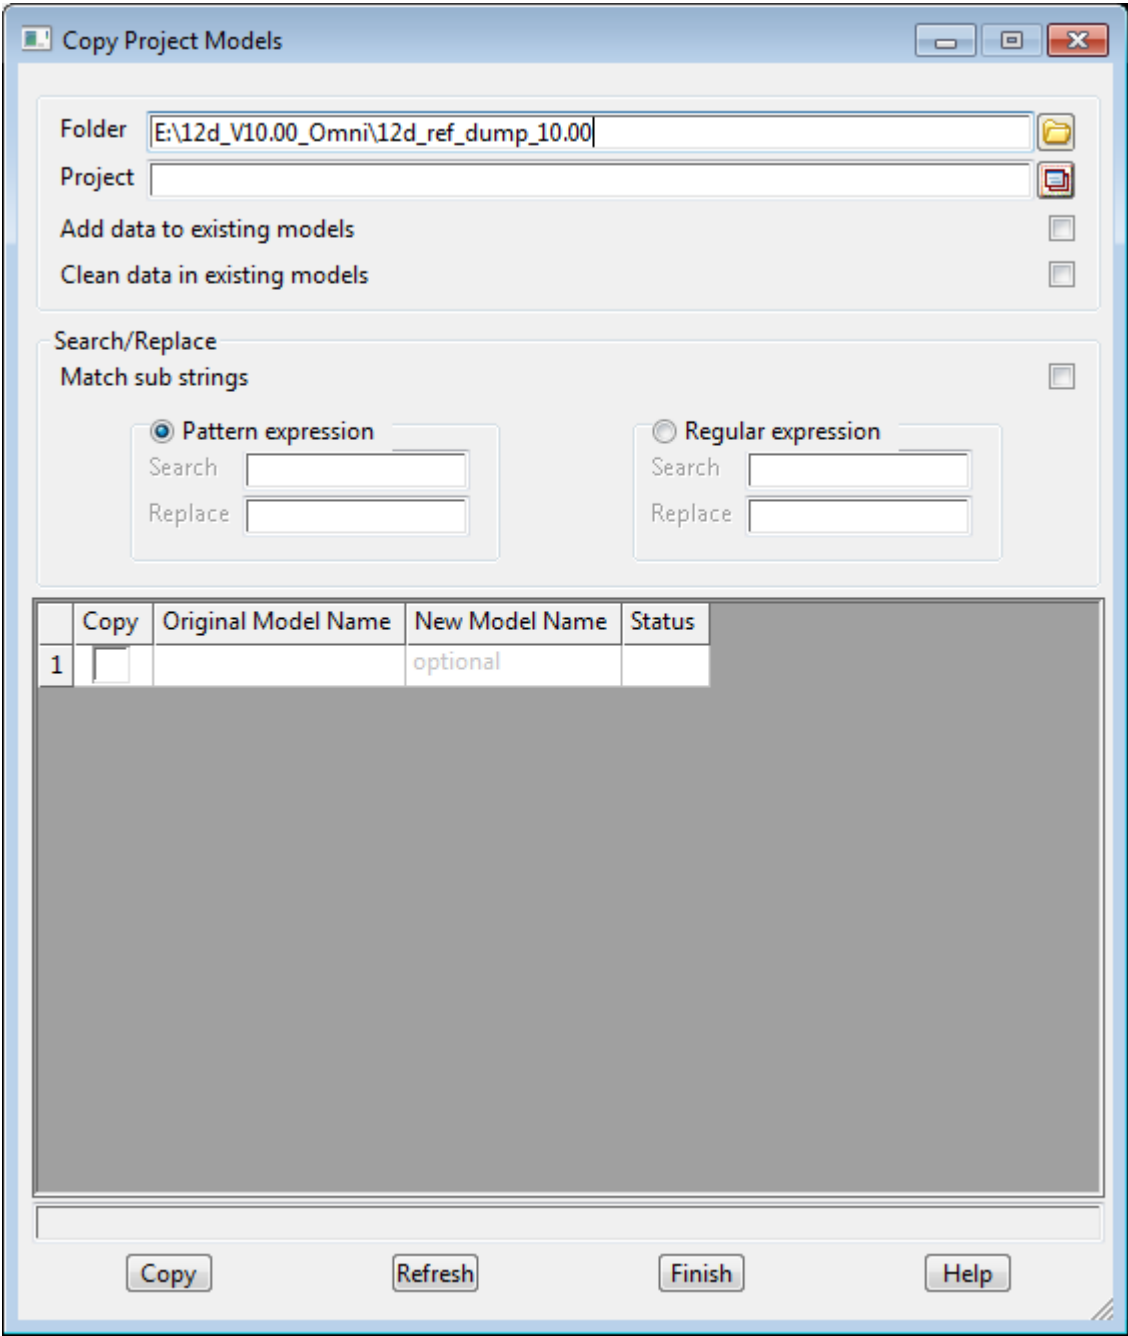 Copy Project Models
Folder E:\12d_V10.00_Omni\12d_ref_dump_10.00
Project
Add data to existing models
Clean data in existing models
Search/Replace
Match sub strings
Pattern expression Regular expression
Search Search
Replace Replace
Copy Original Model Name New Model Name Status
1 optional
Copy Refresh Finish Help